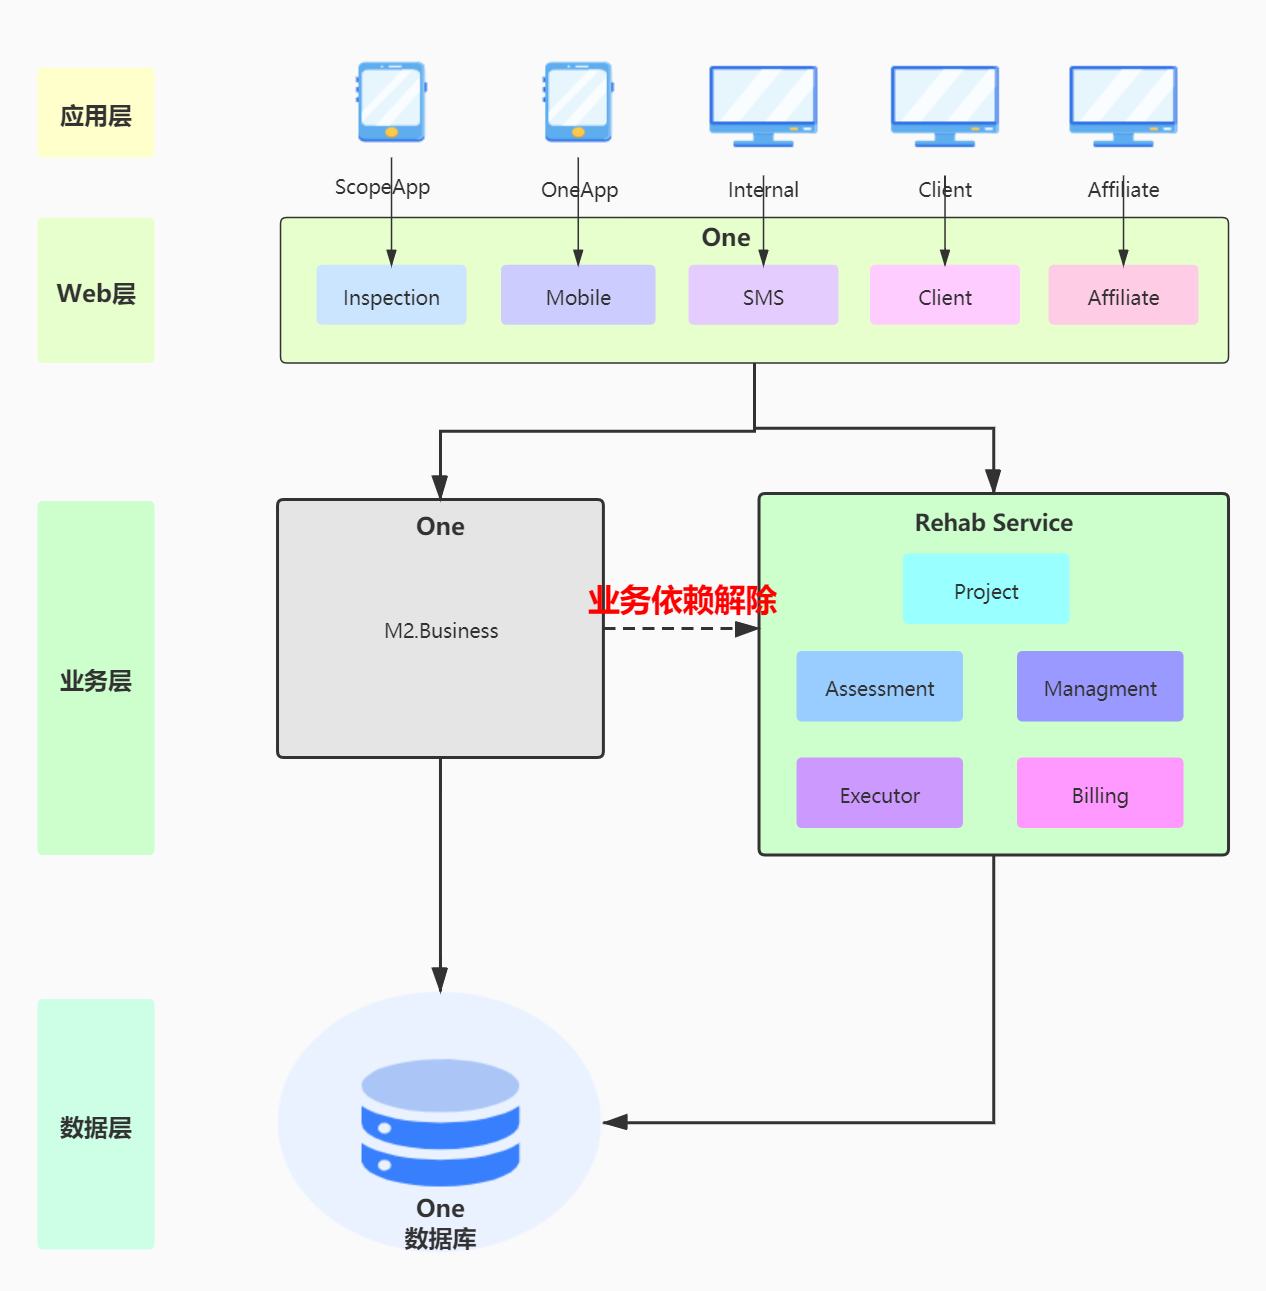 应用层
ScopeApp
OneApp
Internal
Client
Affiliate
Web层
One
Inspection
Mobile
SMS
Client
Affiliate
业务层
One
M2.Business
业务依赖解除
Rehab Service
Project
Assessment
Managment
Executor
Billing
数据层
One
数据库